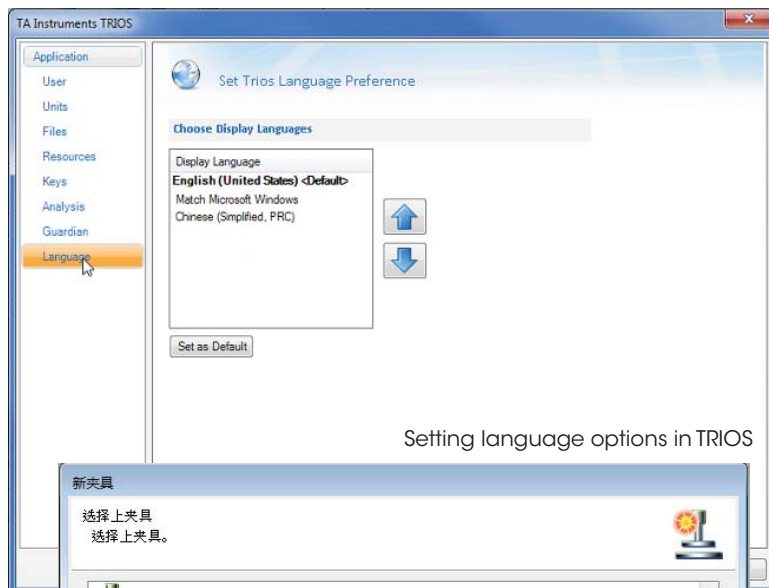 TA Instruments TRIOS
Application
User
Units
Files
Resources
Keys
Analysis
Guardian
Language
Set Trios Language Preference
Choose Display Languages
Display Language
English (United States) <Default>
Match Microsoft Windows
Chinese (Simplified, PRC)
Set as Default
Setting language options in TRIOS
新夹具
选择上夹具
选择上夹具。